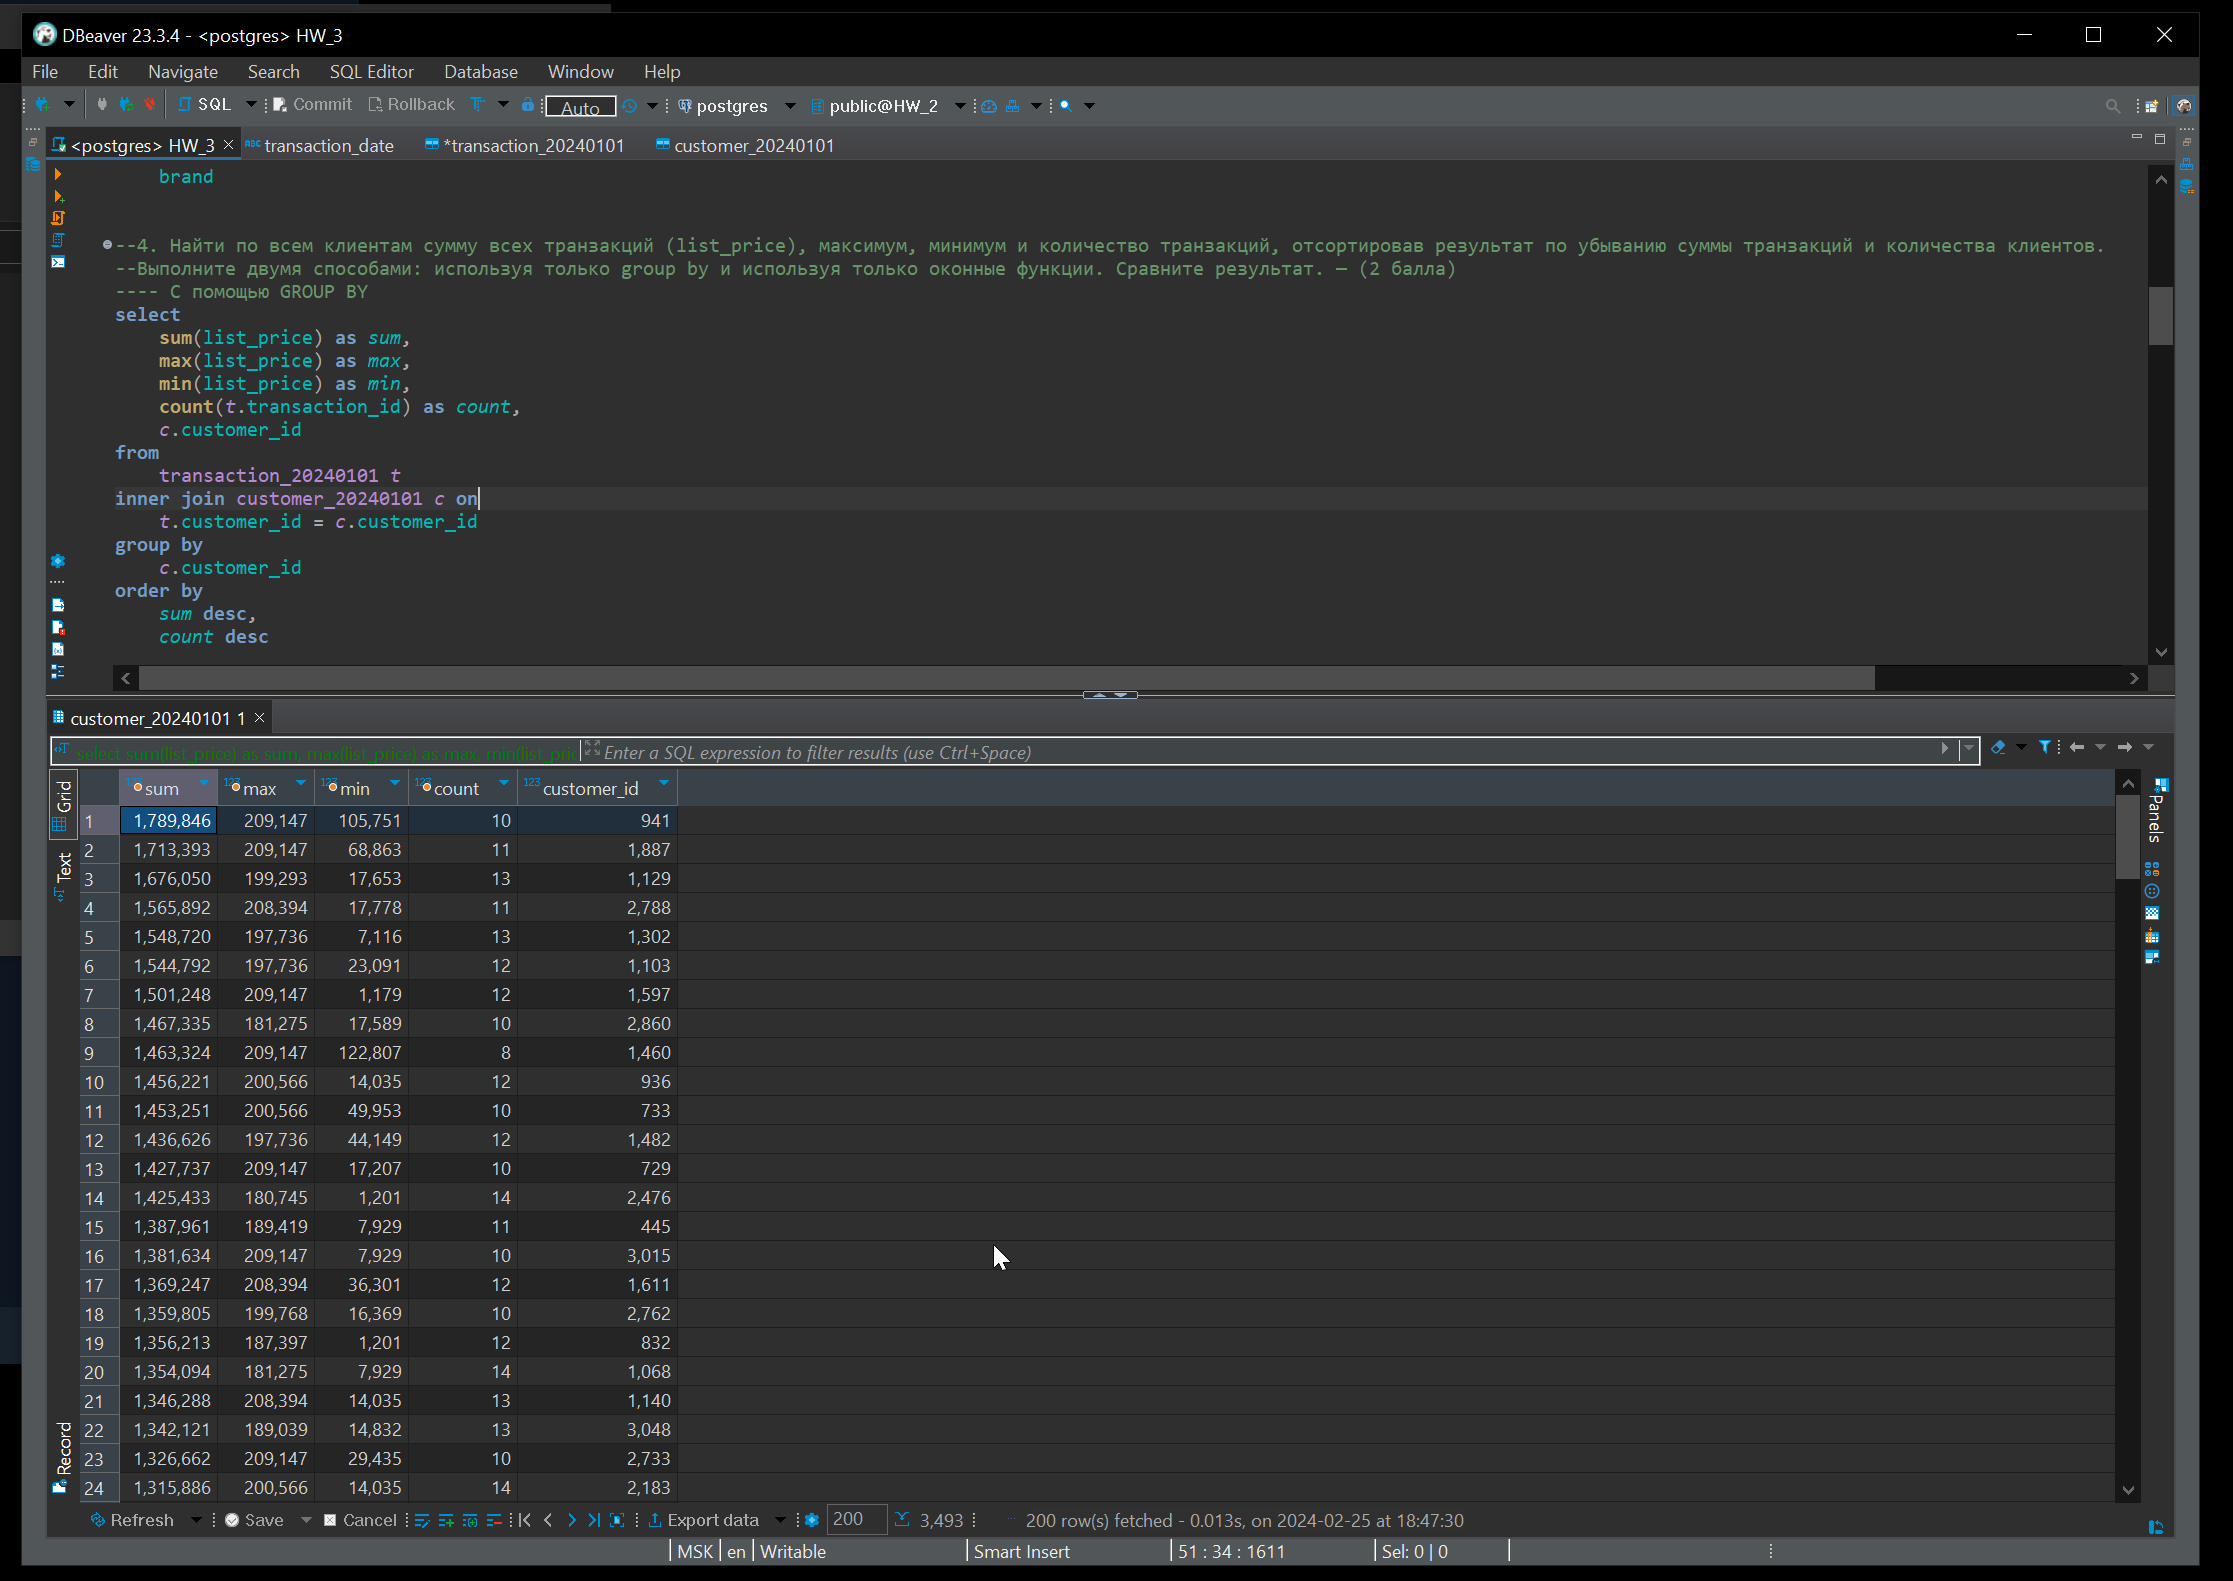 DBeaver 23.3.4 - <postgres> HW_3
File Edit Navigate Search SQL Editor Database Window Help
SQL Commit Rollback Auto postgres public@HW_2
<postgres> HW_3 transaction_date *transaction_20240101 customer_20240101
brand
--4. Найти по всем клиентам сумму всех транзакций (list_price), максимум, минимум и количество транзакций, отсортировав результат по убыванию суммы транзакций и количества клиентов.
--Выполните двумя способами: используя только group by и используя только оконные функции. Сравните результат. — (2 балла)
---- С помощью GROUP BY
select
sum(list_price) as sum,
max(list_price) as max,
min(list_price) as min,
count(t.transaction_id) as count,
c.customer_id
from
transaction_20240101 t
inner join customer_20240101 c on
t.customer_id = c.customer_id
group by
c.customer_id
order by
sum desc,
count desc
customer_20240101 1
select sum(list_price) as sum, max(list_price) as max, min(list_pric Enter a SQL expression to filter results (use Ctrl+Space)
Grid
Text
Record
Panels
123 sum 123 max 123 min 123 count 123 customer_id
1 1,789,846 209,147 105,751 10 941
2 1,713,393 209,147 68,863 11 1,887
3 1,676,050 199,293 17,653 13 1,129
4 1,565,892 208,394 17,778 11 2,788
5 1,548,720 197,736 7,116 13 1,302
6 1,544,792 197,736 23,091 12 1,103
7 1,501,248 209,147 1,179 12 1,597
8 1,467,335 181,275 17,589 10 2,860
9 1,463,324 209,147 122,807 8 1,460
10 1,456,221 200,566 14,035 12 936
11 1,453,251 200,566 49,953 10 733
12 1,436,626 197,736 44,149 12 1,482
13 1,427,737 209,147 17,207 10 729
14 1,425,433 180,745 1,201 14 2,476
15 1,387,961 189,419 7,929 11 445
16 1,381,634 209,147 7,929 10 3,015
17 1,369,247 208,394 36,301 12 1,611
18 1,359,805 199,768 16,369 10 2,762
19 1,356,213 187,397 1,201 12 832
20 1,354,094 181,275 7,929 14 1,068
21 1,346,288 208,394 14,035 13 1,140
22 1,342,121 189,039 14,832 13 3,048
23 1,326,662 209,147 29,435 10 2,733
24 1,315,886 200,566 14,035 14 2,183
Refresh Save Cancel Export data 200 3,493 200 row(s) fetched - 0.013s, on 2024-02-25 at 18:47:30
MSK en Writable Smart Insert 51 : 34 : 1611 Sel: 0 | 0